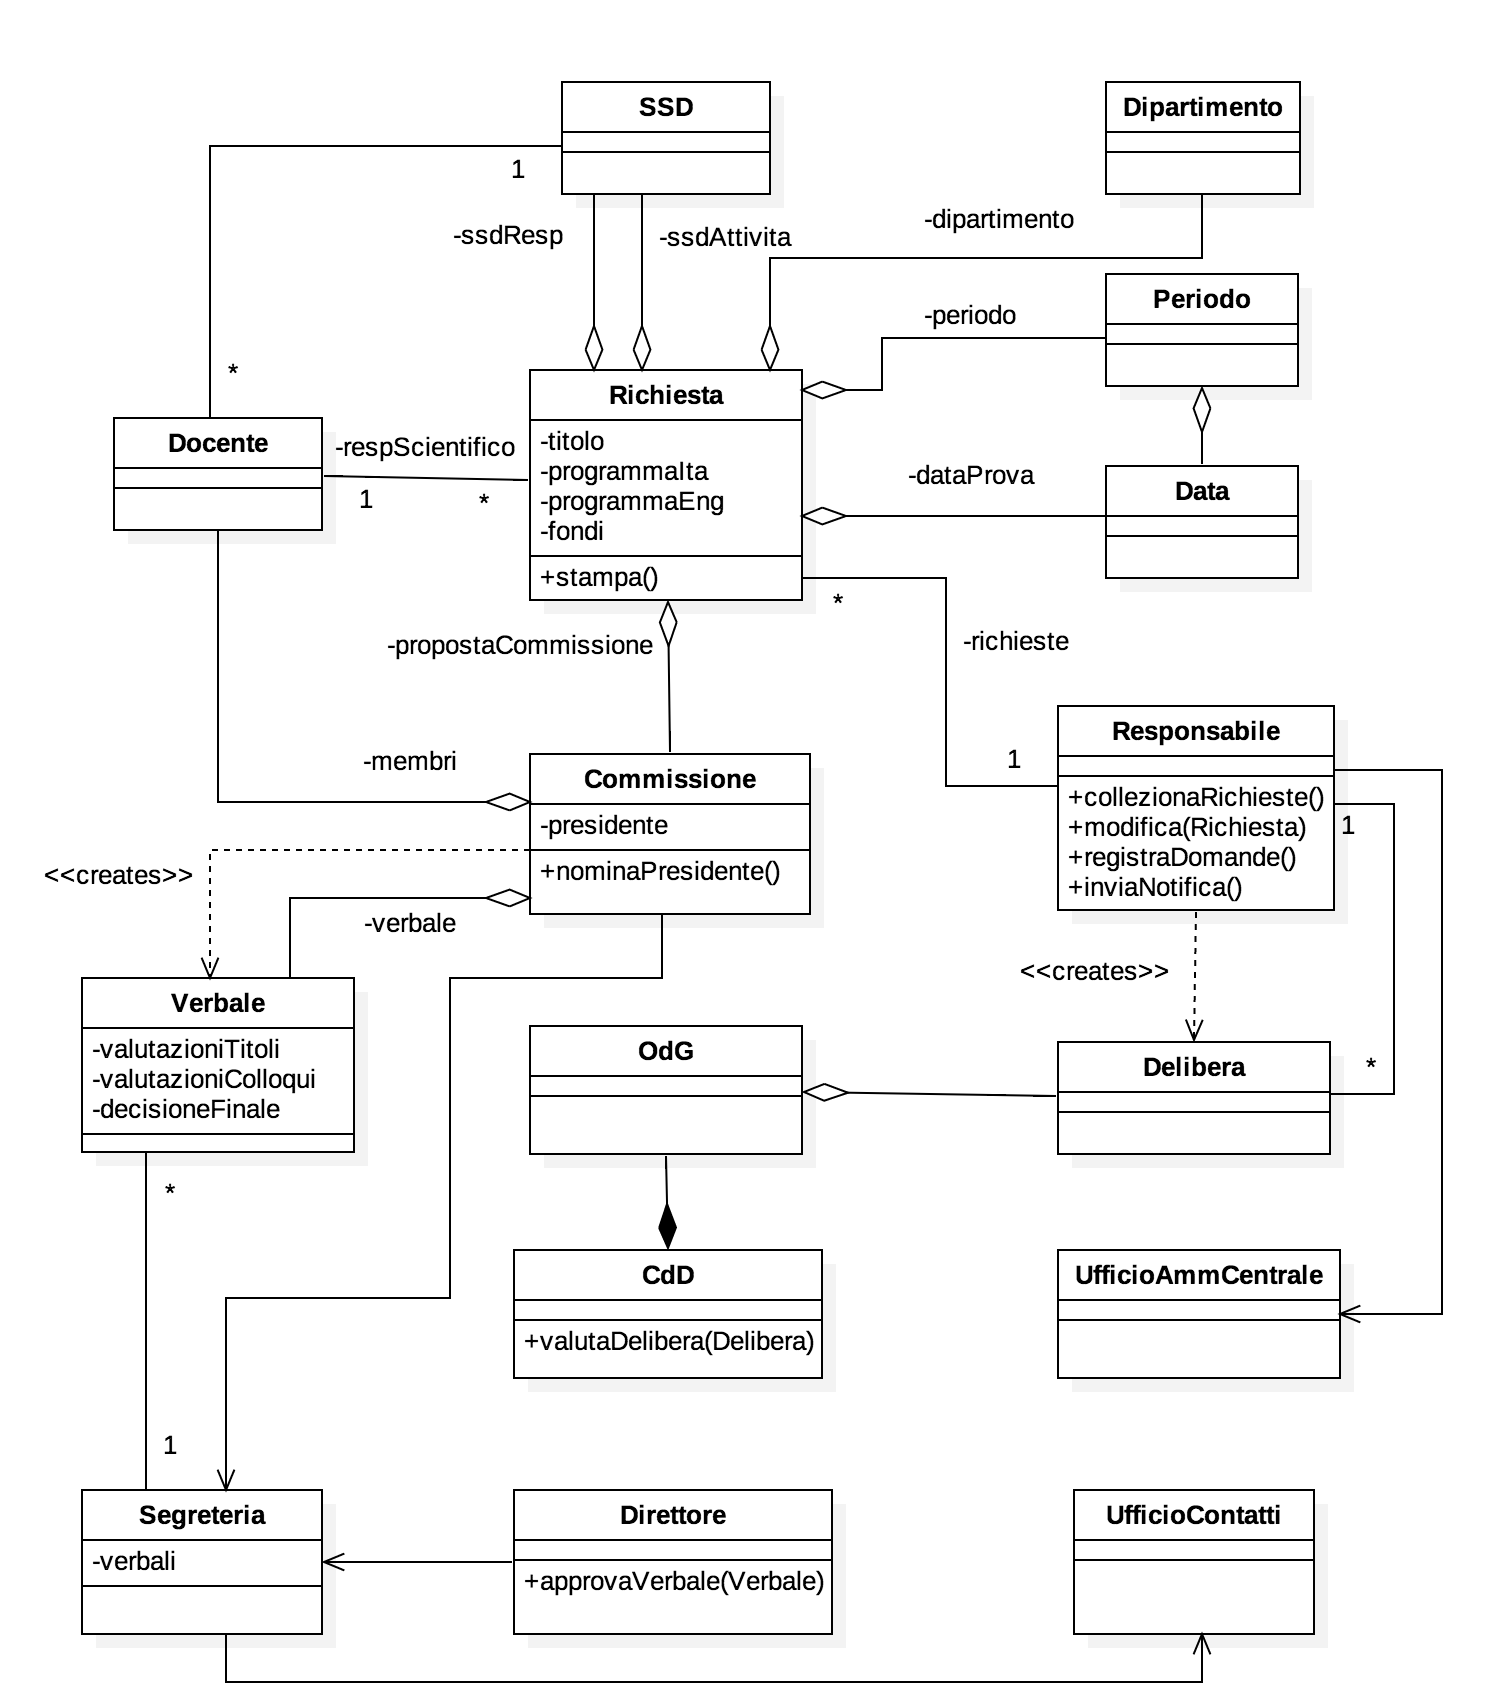 SSD
Dipartimento
1
-ssdResp
-ssdAttivita
-dipartimento
Periodo
-periodo
*
Richiesta
-titolo
-programmaIta
-programmaEng
-fondi
+stampa()
Docente
-respScientifico
1
*
-dataProva
Data
*
-propostaCommissione
-richieste
1
Responsabile
+collezionaRichieste()
+modifica(Richiesta)
+registraDomande()
+inviaNotifica()
1
-membri
Commissione
-presidente
+nominaPresidente()
<<creates>>
-verbale
<<creates>>
Verbale
-valutazioniTitoli
-valutazioniColloqui
-decisioneFinale
OdG
Delibera
*
*
CdD
+valutaDelibera(Delibera)
UfficioAmmCentrale
1
Segreteria
-verbali
Direttore
+approvaVerbale(Verbale)
UfficioContatti